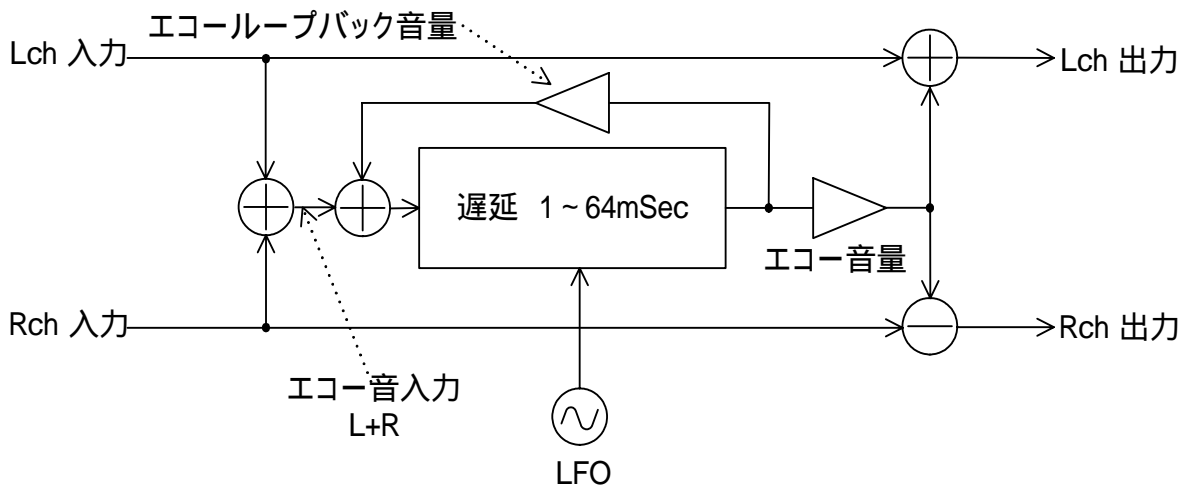 エコーループバック音量
Lch 入力
Lch 出力
遅延 1 ~ 64mSec
エコー音量
Rch 入力
Rch 出力
エコー音入力
L+R
LFO